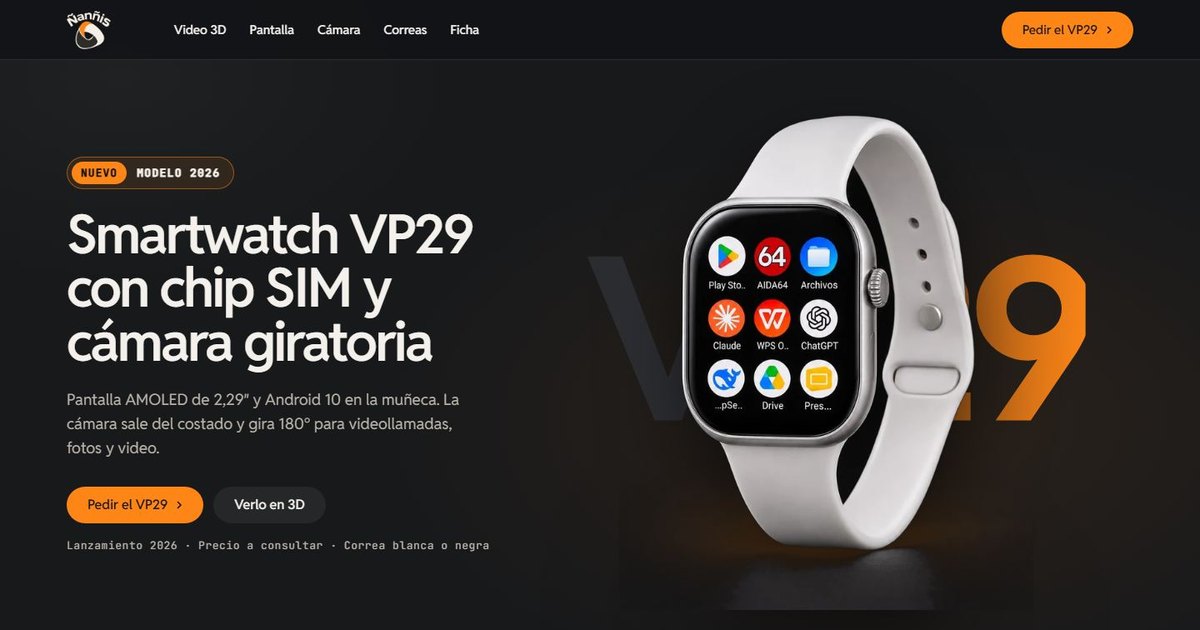 Ñanñis
Video 3D
Pantalla
Cámara
Correas
Ficha
Pedir el VP29
NUEVO MODELO 2026
Smartwatch VP29
con chip SIM y
cámara giratoria
Pantalla AMOLED de 2,29" y Android 10 en la muñeca. La
cámara sale del costado y gira 180° para videollamadas,
fotos y video.
Pedir el VP29
Verlo en 3D
Lanzamiento 2026 · Precio a consultar · Correa blanca o negra
V 29
64
Play Sto..
AIDA64
Archivos
Claude
WPS O..
ChatGPT
...pSe..
Drive
Pres...